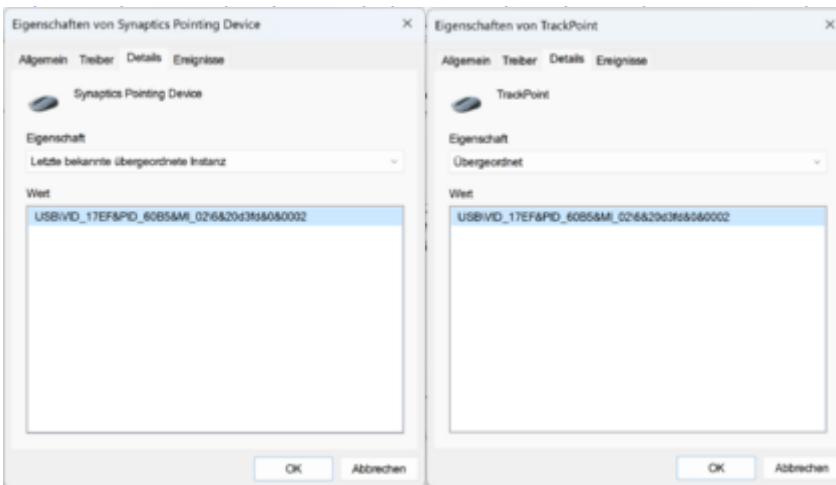 Eigenschaften von Synaptics Pointing Device
Allgemein Treiber Details Ereignisse
Synaptics Pointing Device
Eigenschaft
Letzte bekannte übergeordnete Instanz
Wert
USB\VID_17EF&PID_60B5&MI_02\6&20d3fd&0&0002
OK Abbrechen
Eigenschaften von TrackPoint
Allgemein Treiber Details Ereignisse
TrackPoint
Eigenschaft
Übergeordnet
Wert
USB\VID_17EF&PID_60B5&MI_02\6&20d3fd&0&0002
OK Abbrechen